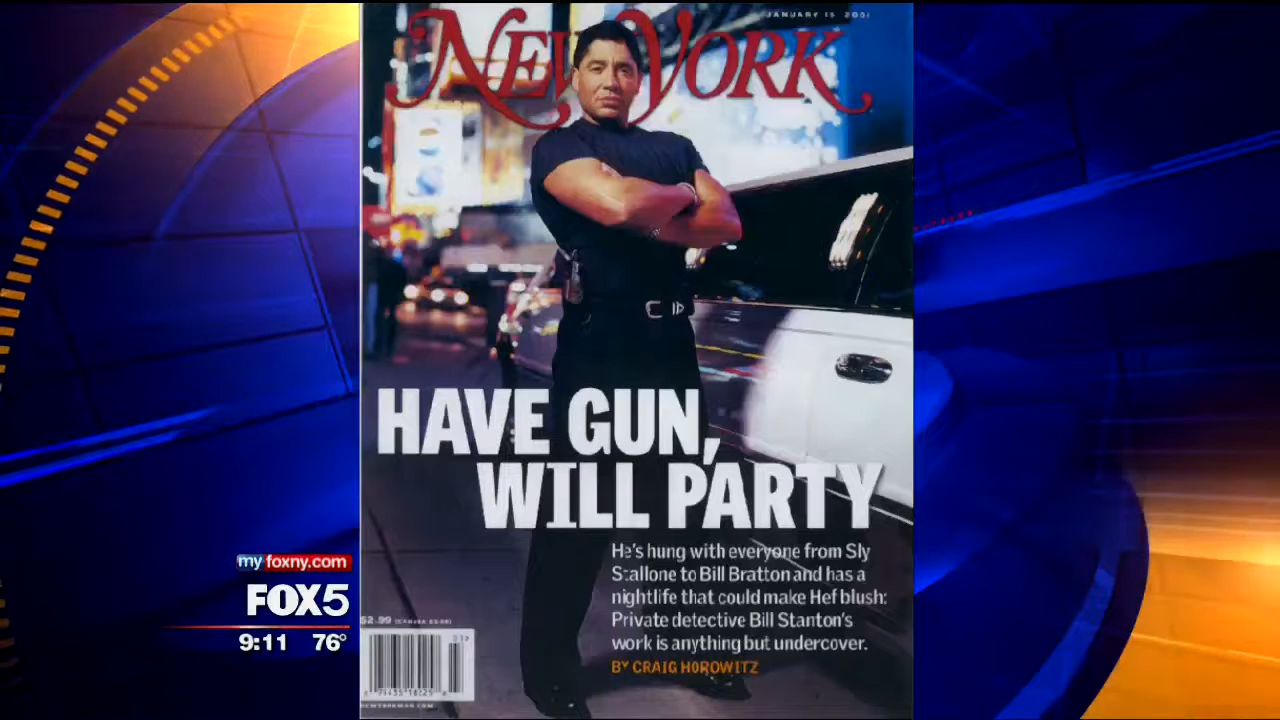 NEW YORK
JANUARY 15, 2001
HAVE GUN,
WILL PARTY
He's hung with everyone from Sly
Stallone to Bill Bratton and has a
nightlife that could make Hef blush:
Private detective Bill Stanton's
work is anything but undercover.
BY CRAIG HOROWITZ
$2.99
my foxny.com
FOX5
9:11 76°